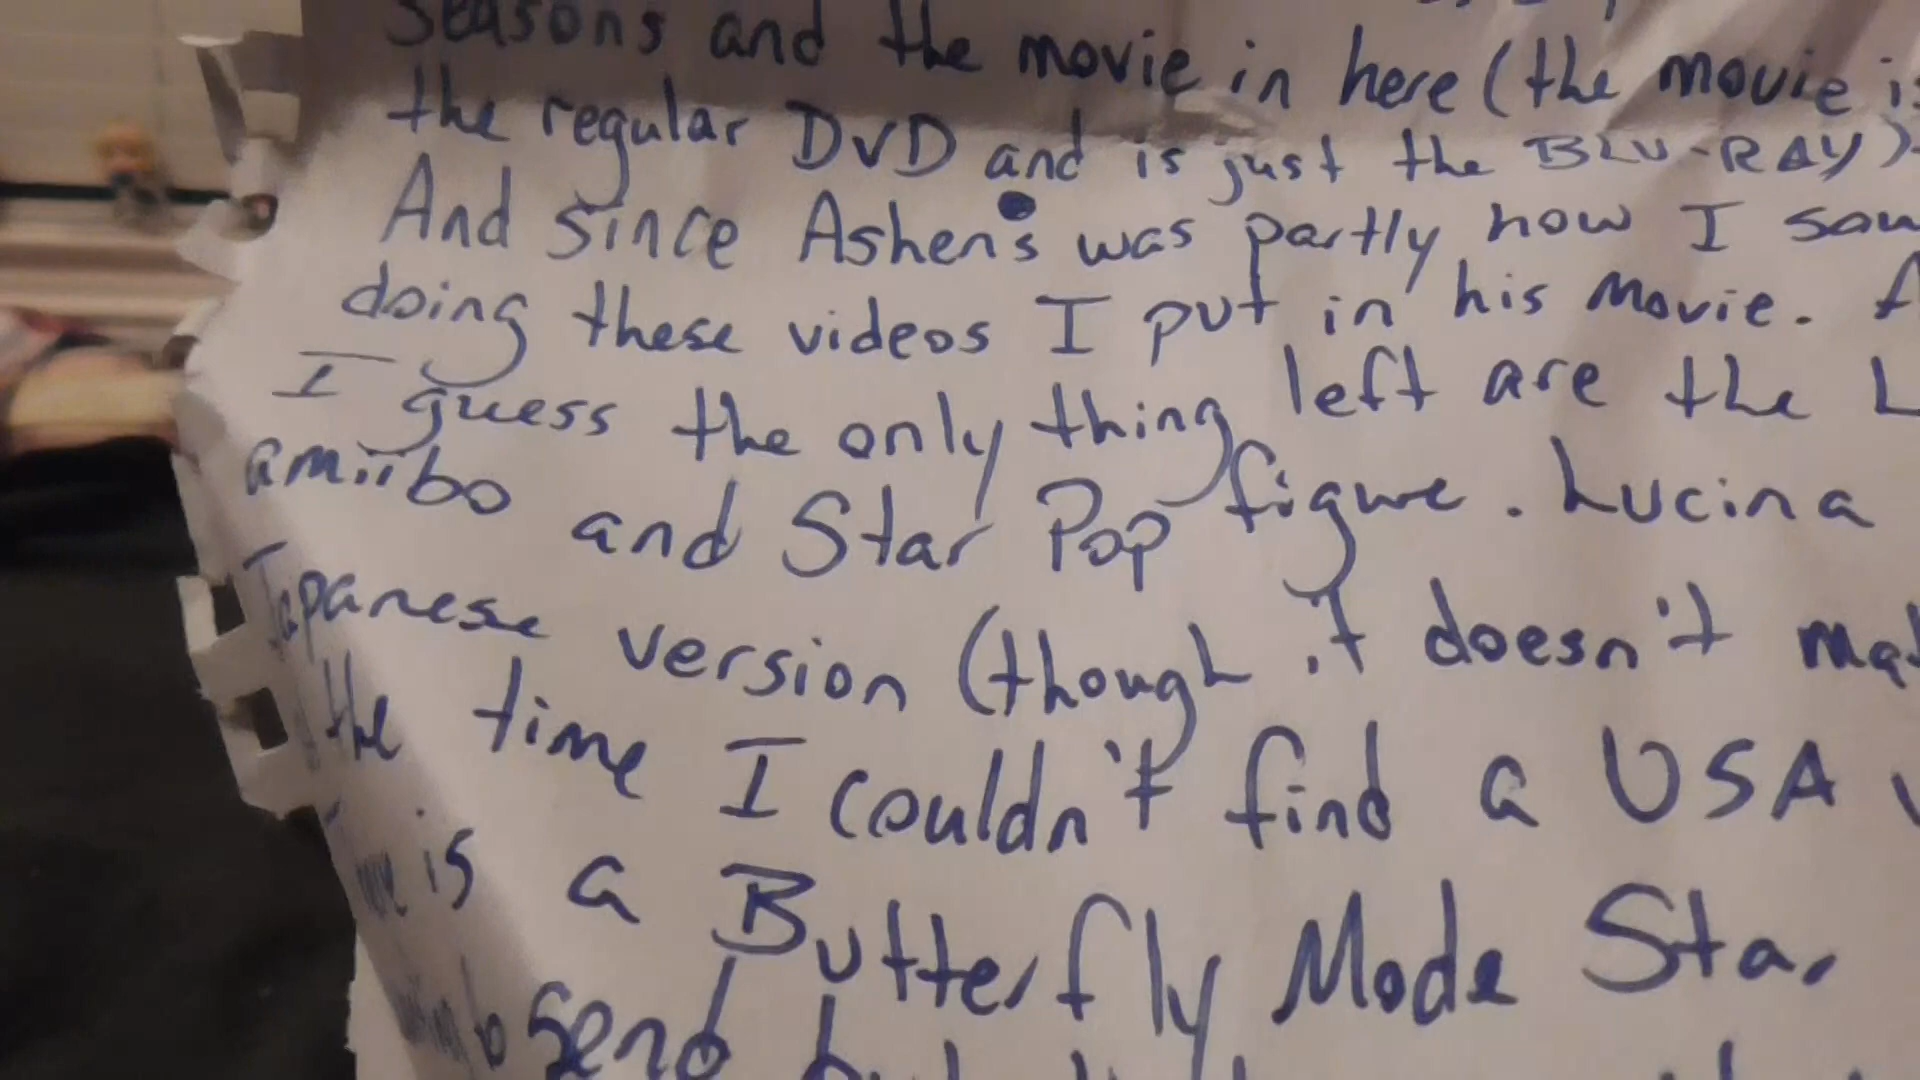 seasons and the movie in here (the movie is
the regular DVD and is just the BLU-RAY)
And since Ashen's was partly how I saw
doing these videos I put in his movie.
I guess the only thing left are the L
amiibo and Star Pop figure. Lucina
Japanese version (though it doesn't mat
the time I couldn't find a USA
is a Butterfly Mode Star
send